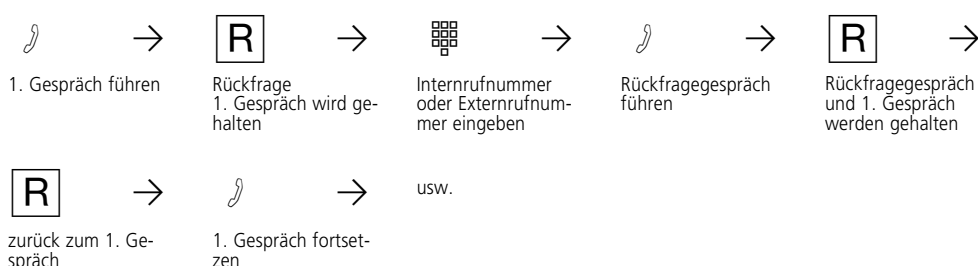 R
R
1. Gespräch führen
Rückfrage
1. Gespräch wird ge-
halten
Internrufnummer
oder Externrufnum-
mer eingeben
Rückfragegespräch
führen
Rückfragegespräch
und 1. Gespräch
werden gehalten
R
usw.
zurück zum 1. Ge-
spräch
1. Gespräch fortset-
zen